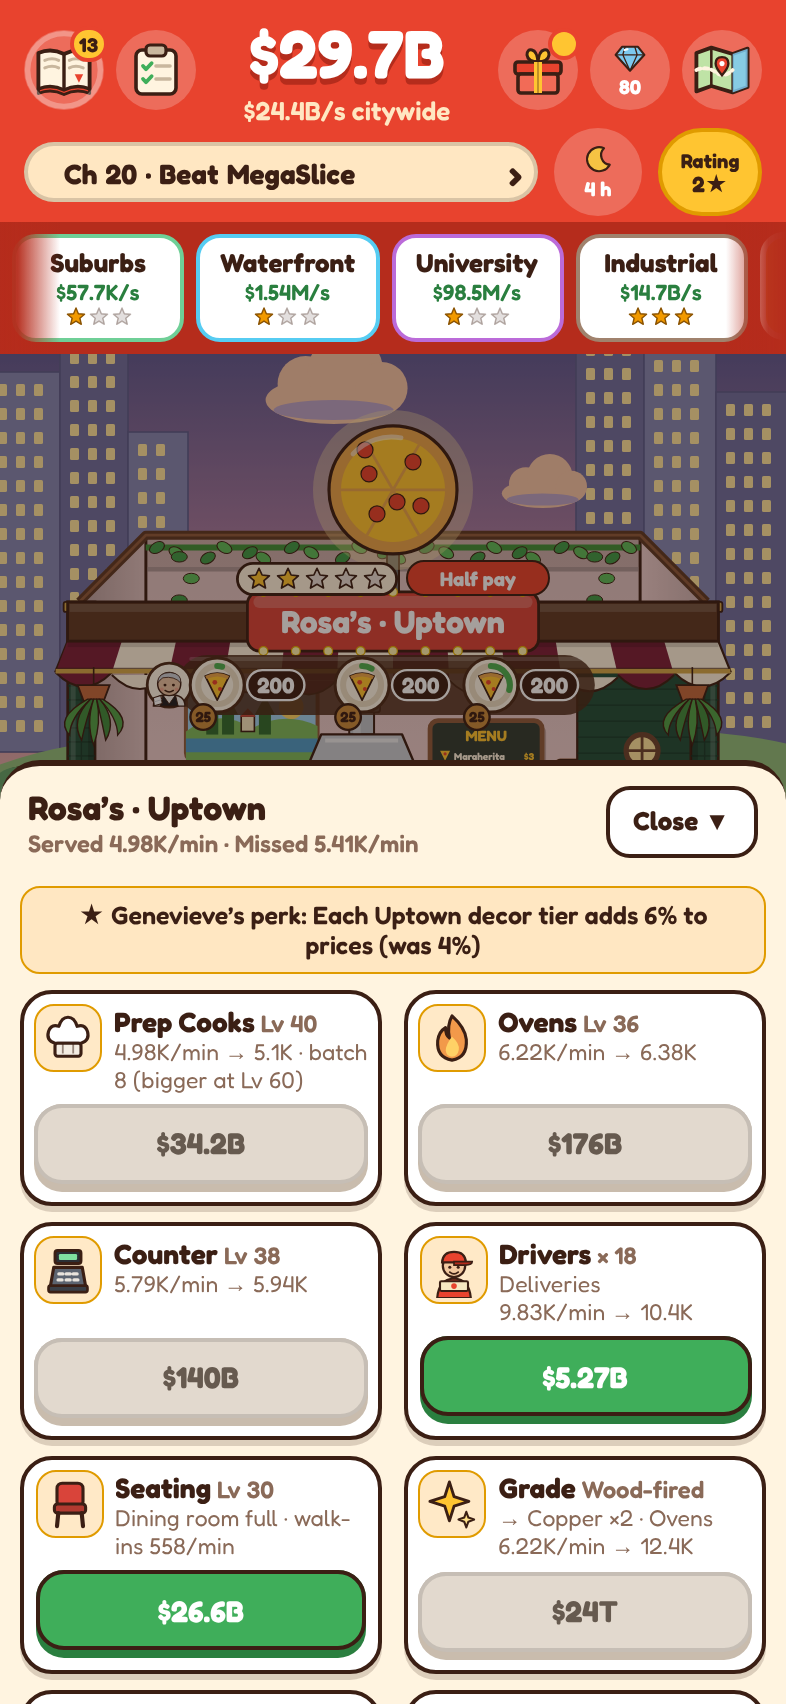 13
$29.7B
$24.4B/s citywide
80
Ch 20 · Beat MegaSlice
4 h
Rating
2★
Suburbs
$57.7K/s
Waterfront
$1.54M/s
University
$98.5M/s
Industrial
$14.7B/s
Half pay
Rosa's · Uptown
200
200
200
25
25
25
MENU
Margherita $3
Rosa's · Uptown
Served 4.98K/min · Missed 5.41K/min
Close ▼
★ Genevieve's perk: Each Uptown decor tier adds 6% to
prices (was 4%)
Prep Cooks Lv 40
4.98K/min → 5.1K · batch
8 (bigger at Lv 60)
$34.2B
Ovens Lv 36
6.22K/min → 6.38K
$176B
Counter Lv 38
5.79K/min → 5.94K
$140B
Drivers × 18
Deliveries
9.83K/min → 10.4K
$5.27B
Seating Lv 30
Dining room full · walk-
ins 558/min
$26.6B
Grade Wood-fired
→ Copper ×2 · Ovens
6.22K/min → 12.4K
$24T